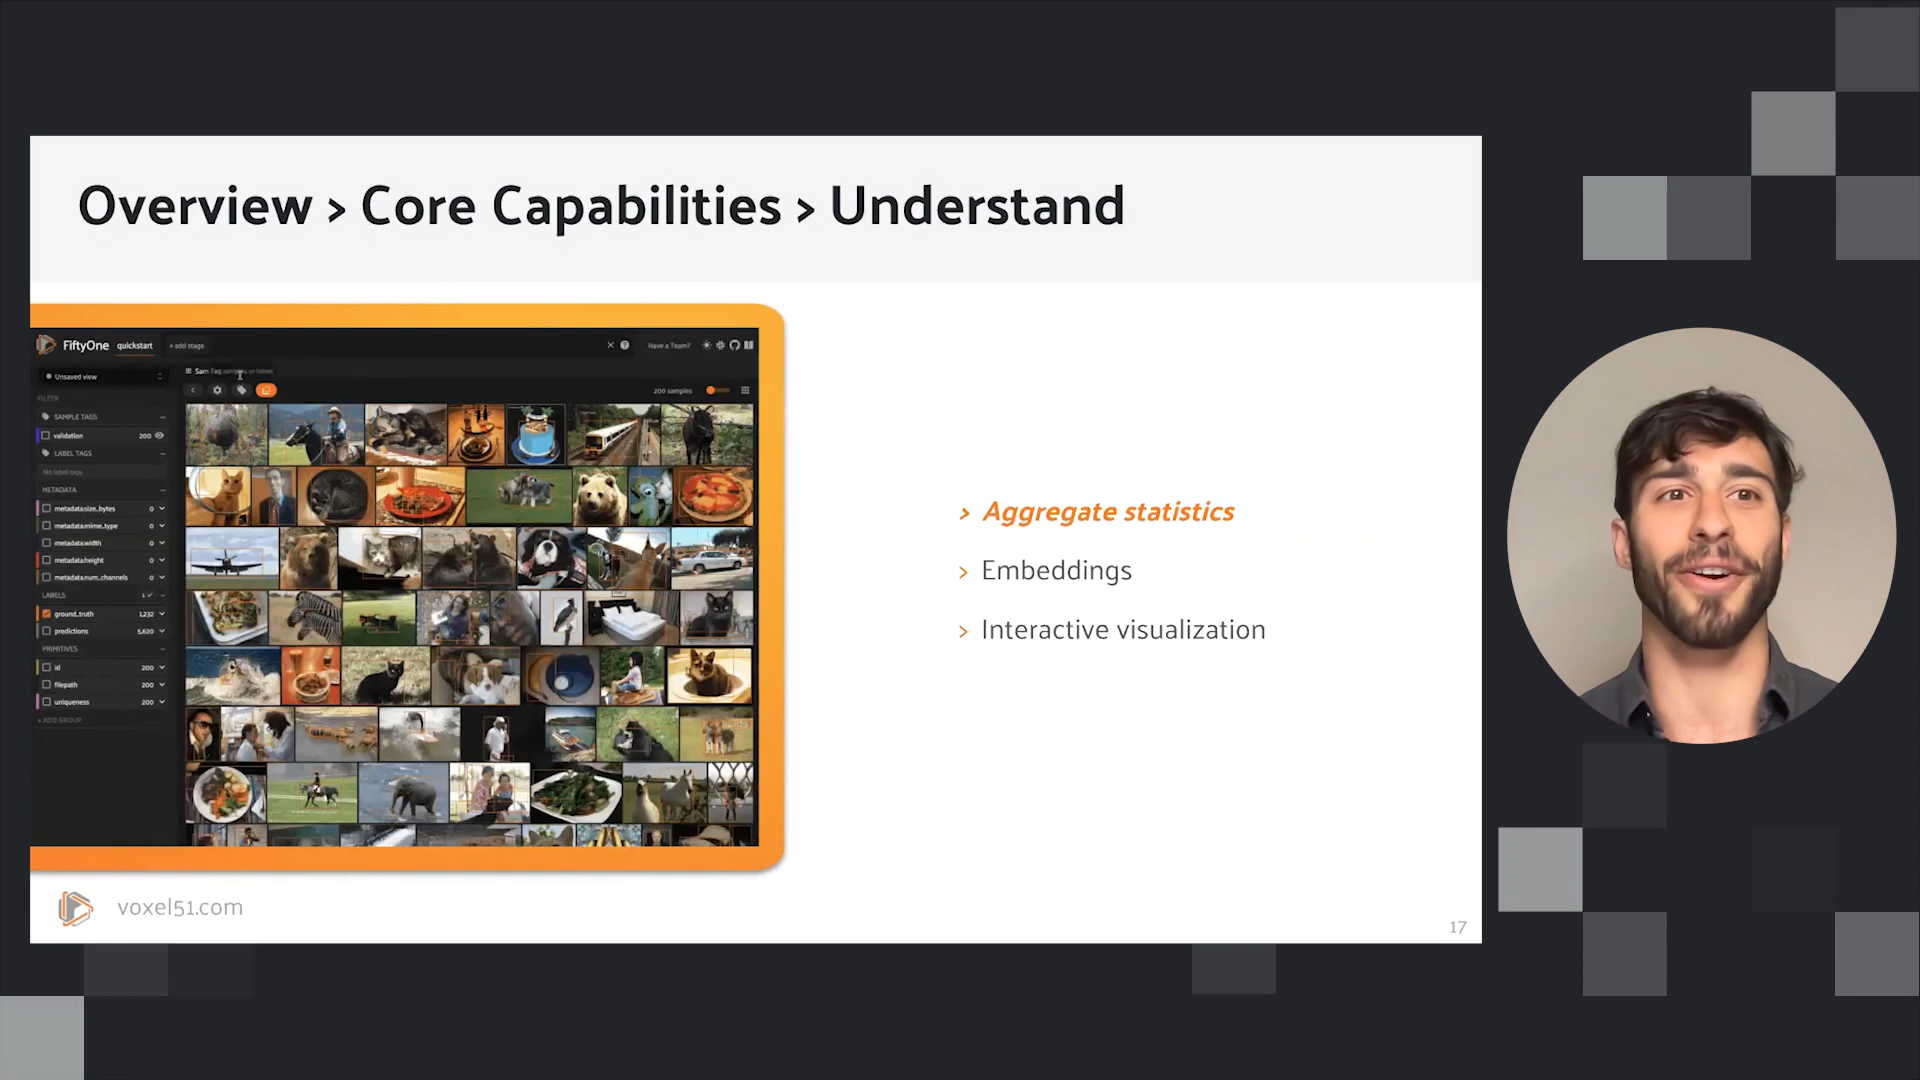 Overview > Core Capabilities > Understand
FiftyOne
quickstart
+ add stage
Have a Team?
Unsaved view
200 samples
FILTER
SAMPLE TAGS
validation 200
LABEL TAGS
No label tags
METADATA
metadata.size_bytes 0
metadata.mime_type 0
metadata.width 0
metadata.height 0
metadata.num_channels 0
LABELS 1
ground_truth 1,232
predictions 5,620
PRIMITIVES
id 200
filepath 200
uniqueness 200
+ ADD GROUP
> Aggregate statistics
> Embeddings
> Interactive visualization
voxel51.com
17